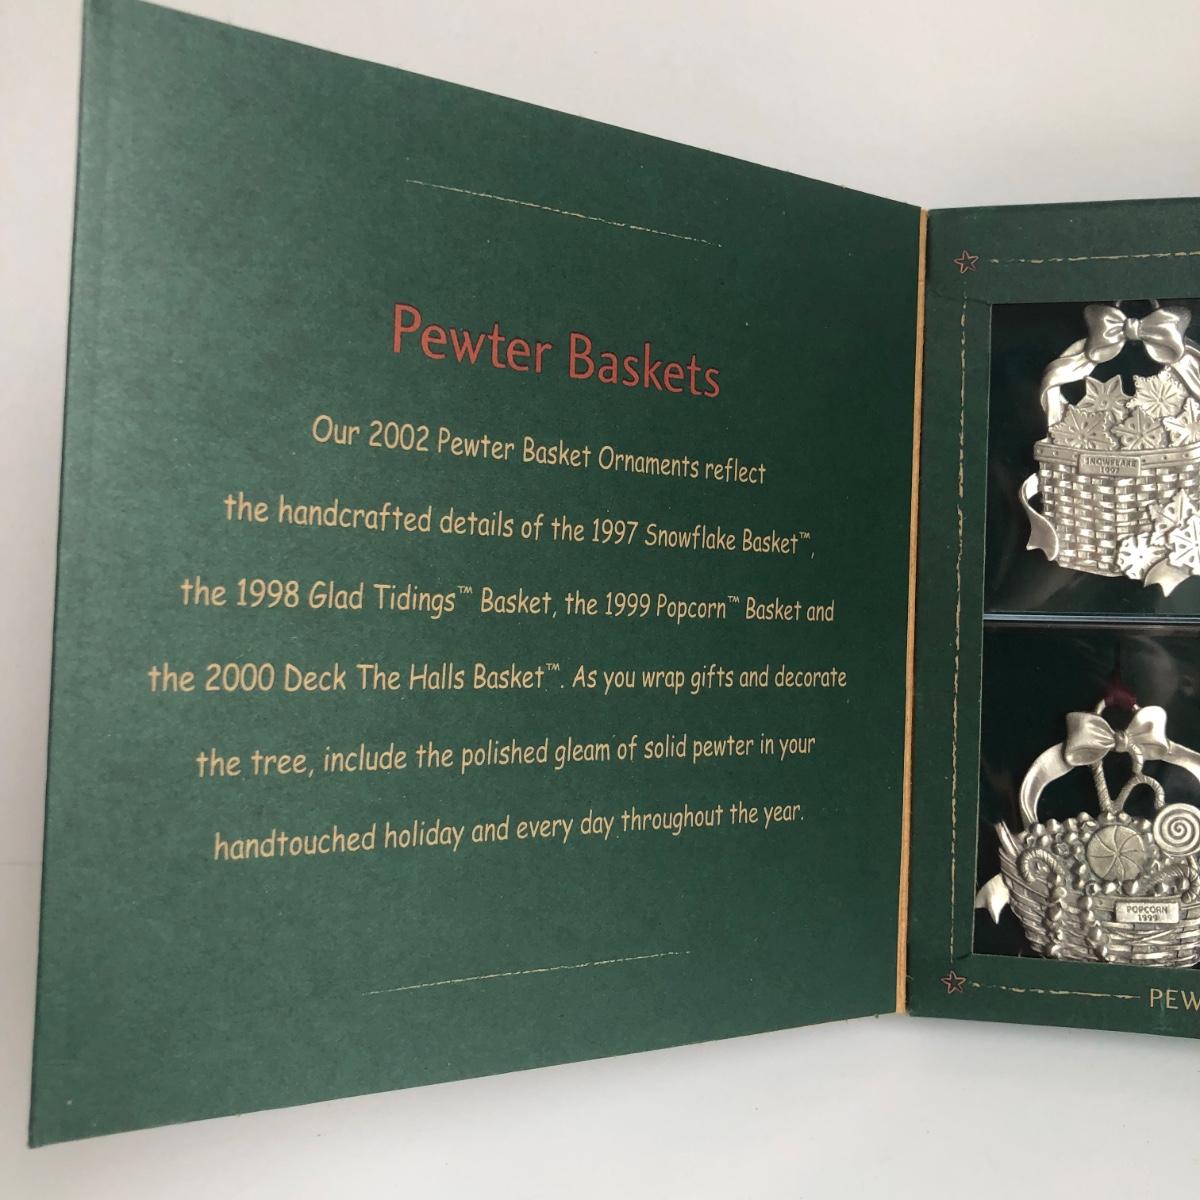 Pewter Baskets
Our 2002 Pewter Basket Ornaments reflect
the handcrafted details of the 1997 Snowflake Basket™,
the 1998 Glad Tidings™ Basket, the 1999 Popcorn™ Basket and
the 2000 Deck The Halls Basket™. As you wrap gifts and decorate
the tree, include the polished gleam of solid pewter in your
handtouched holiday and every day throughout the year.
SNOWFLAKE
1997
POPCORN
1999
PEW